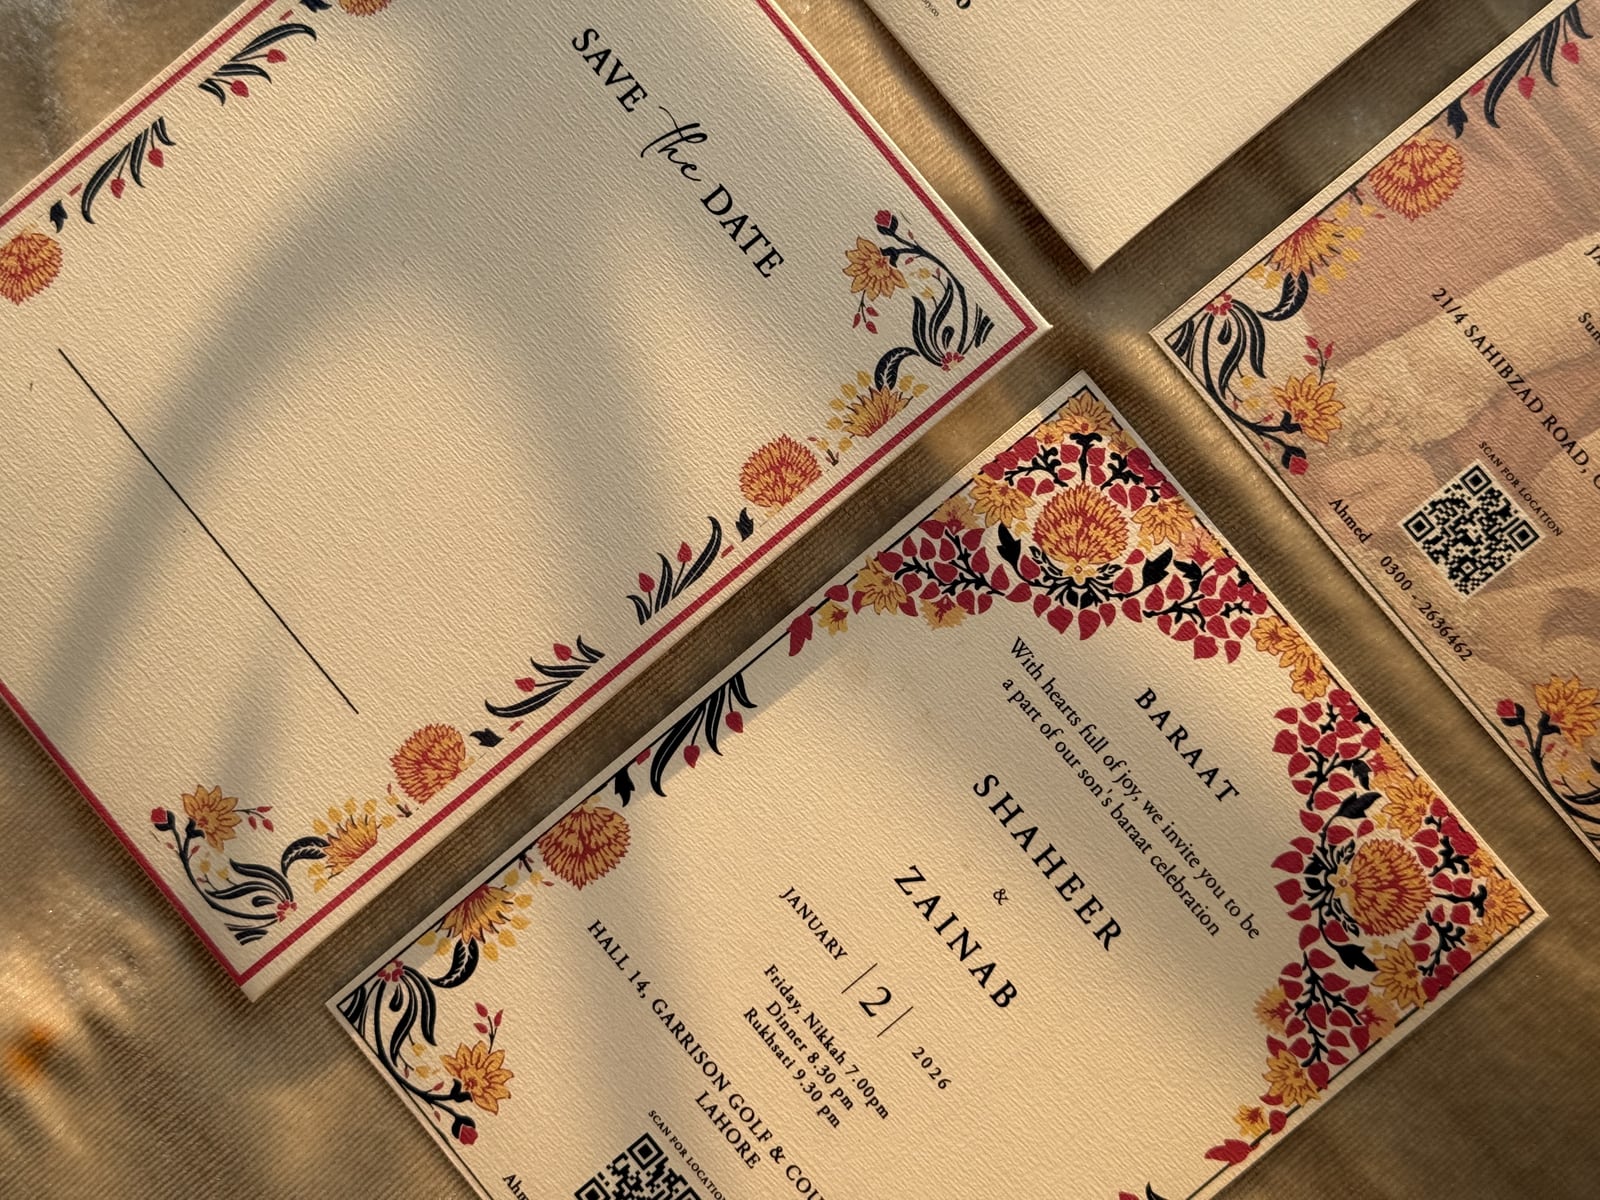 SAVE the DATE
BARAAT
With hearts full of joy, we invite you to be
a part of our son's baraat celebration
SHAHEER
&
ZAINAB
JANUARY | 2 | 2026
Friday, Nikkah 7.00pm
Dinner 8.30 pm
Rukhsati 9.30 pm
HALL 14, GARRISON GOLF &
LAHORE
SCAN FOR LOCATION
21/4 SAHIBZAD ROAD,
SCAN FOR LOCATION
Ahmed 0300 - 2636462